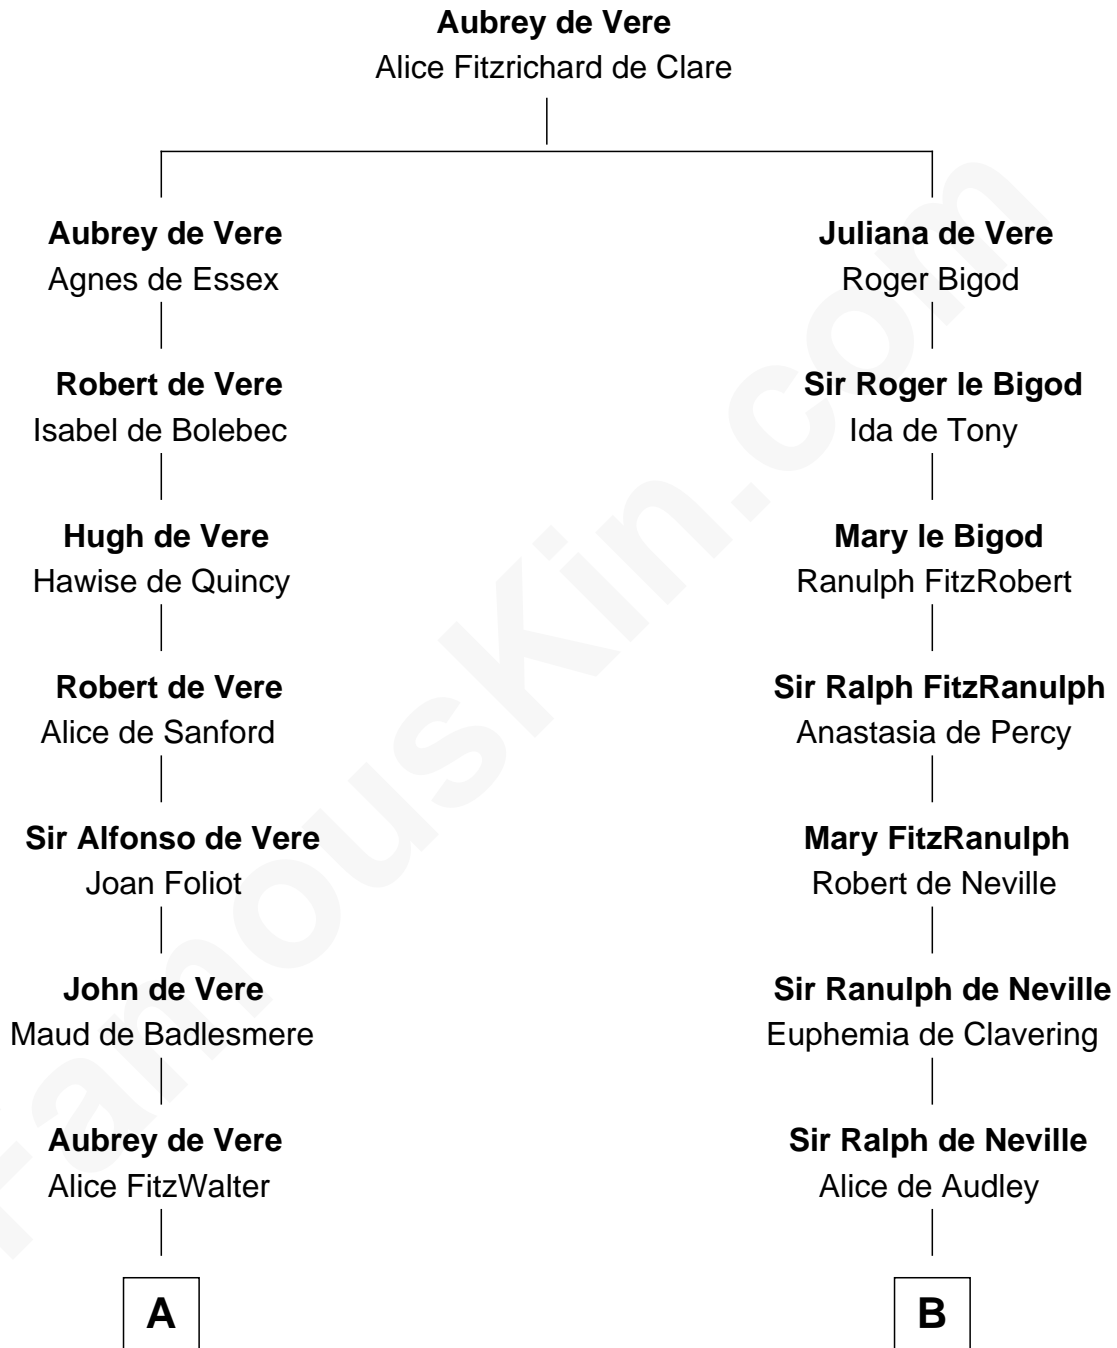 Aubrey de Vere
Alice Fitzrichard de Clare
Aubrey de Vere
Agnes de Essex
Juliana de Vere
Roger Bigod
Robert de Vere
Isabel de Bolebec
Sir Roger le Bigod
Ida de Tony
Hugh de Vere
Hawise de Quincy
Mary le Bigod
Ranulph FitzRobert
Robert de Vere
Alice de Sanford
Sir Ralph FitzRanulph
Anastasia de Percy
Sir Alfonso de Vere
Joan Foliot
Mary FitzRanulph
Robert de Neville
John de Vere
Maud de Badlesmere
Sir Ranulph de Neville
Euphemia de Clavering
Aubrey de Vere
Alice FitzWalter
Sir Ralph de Neville
Alice de Audley
A
B
FamousKin.com